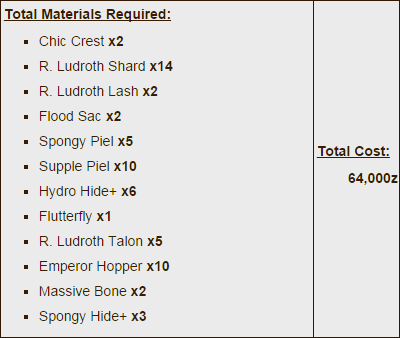 Total Materials Required:
Chic Crest x2
R. Ludroth Shard x14
R. Ludroth Lash x2
Flood Sac x2
Spongy Piel x5
Supple Piel x10
Hydro Hide+ x6
Flutterfly x1
R. Ludroth Talon x5
Emperor Hopper x10
Massive Bone x2
Spongy Hide+ x3
Total Cost:
64,000z